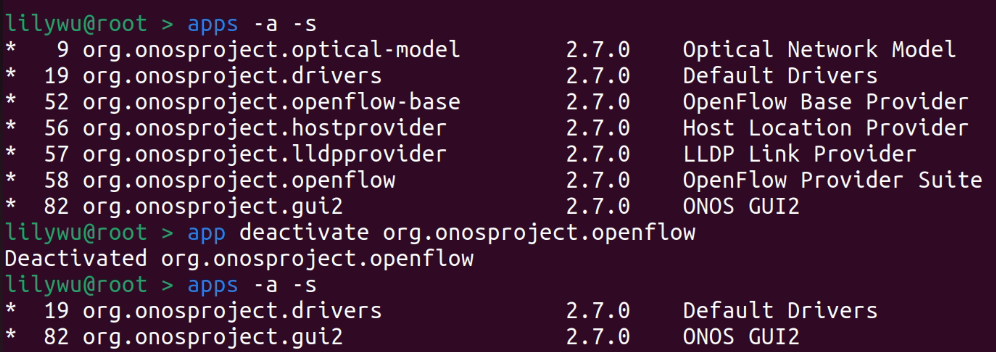 lilywu@root > apps -a -s
*   9 org.onosproject.optical-model        2.7.0    Optical Network Model
*  19 org.onosproject.drivers              2.7.0    Default Drivers
*  52 org.onosproject.openflow-base        2.7.0    OpenFlow Base Provider
*  56 org.onosproject.hostprovider         2.7.0    Host Location Provider
*  57 org.onosproject.lldpprovider         2.7.0    LLDP Link Provider
*  58 org.onosproject.openflow             2.7.0    OpenFlow Provider Suite
*  82 org.onosproject.gui2                 2.7.0    ONOS GUI2
lilywu@root > app deactivate org.onosproject.openflow
Deactivated org.onosproject.openflow
lilywu@root > apps -a -s
*  19 org.onosproject.drivers              2.7.0    Default Drivers
*  82 org.onosproject.gui2                 2.7.0    ONOS GUI2